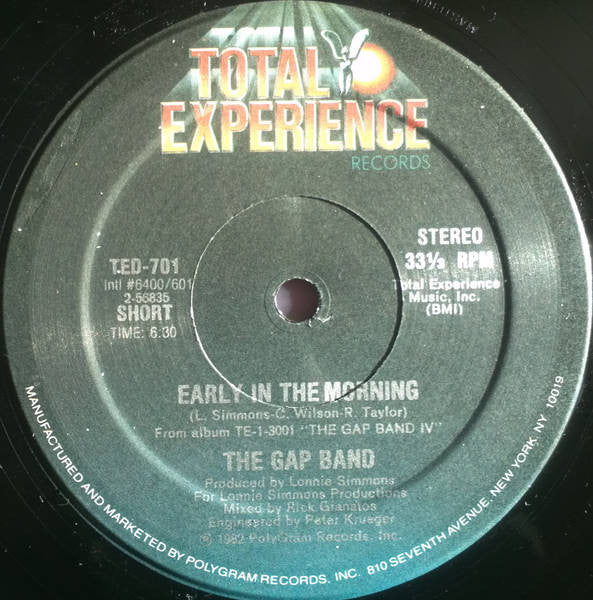 TOTAL
EXPERIENCE
RECORDS
TED-701
Intl #6400/601
2-56835
SHORT
TIME: 6:30
STEREO
33⅓ RPM
Total Experience
Music, Inc.
(BMI)
EARLY IN THE MORNING
(L. Simmons-C. Wilson-R. Taylor)
From album TE-1-3001 "THE GAP BAND IV"
THE GAP BAND
Produced by Lonnie Simmons
For Lonnie Simmons Productions
Mixed by Rick Granatos
Engineered by Peter Krueger
℗ 1982 PolyGram Records, Inc.
MANUFACTURED AND MARKETED BY POLYGRAM RECORDS, INC. 810 SEVENTH AVENUE, NEW YORK, NY 10019